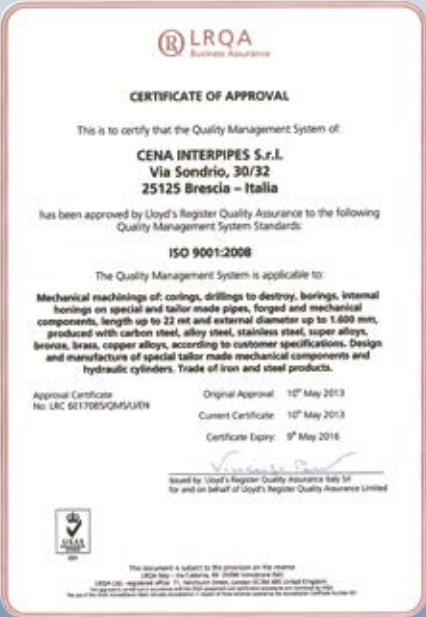 LRQA
Business Assurance
CERTIFICATE OF APPROVAL
This is to certify that the Quality Management System of:
CENA INTERPIPES S.r.l.
Via Sondrio, 30/32
25125 Brescia – Italia
has been approved by Lloyd's Register Quality Assurance to the following
Quality Management System Standards:
ISO 9001:2008
The Quality Management System is applicable to:
Mechanical machinings of: corings, drillings to destroy, borings, internal
honings on special and tailor made pipes, forged and mechanical
components, length up to 22 mt and external diameter up to 1.600 mm,
produced with carbon steel, alloy steel, stainless steel, super alloys,
bronze, brass, copper alloys, according to customer specifications. Design
and manufacture of special tailor made mechanical components and
hydraulic cylinders. Trade of iron and steel products.
Approval Certificate
No: LRC 6017085/QMS/U/EN
Original Approval: 10th May 2013
Current Certificate: 10th May 2013
Certificate Expiry: 9th May 2016
Issued by: Lloyd's Register Quality Assurance Italy Srl
for and on behalf of Lloyd's Register Quality Assurance Limited
UKAS
001
This document is subject to the provision on the reverse